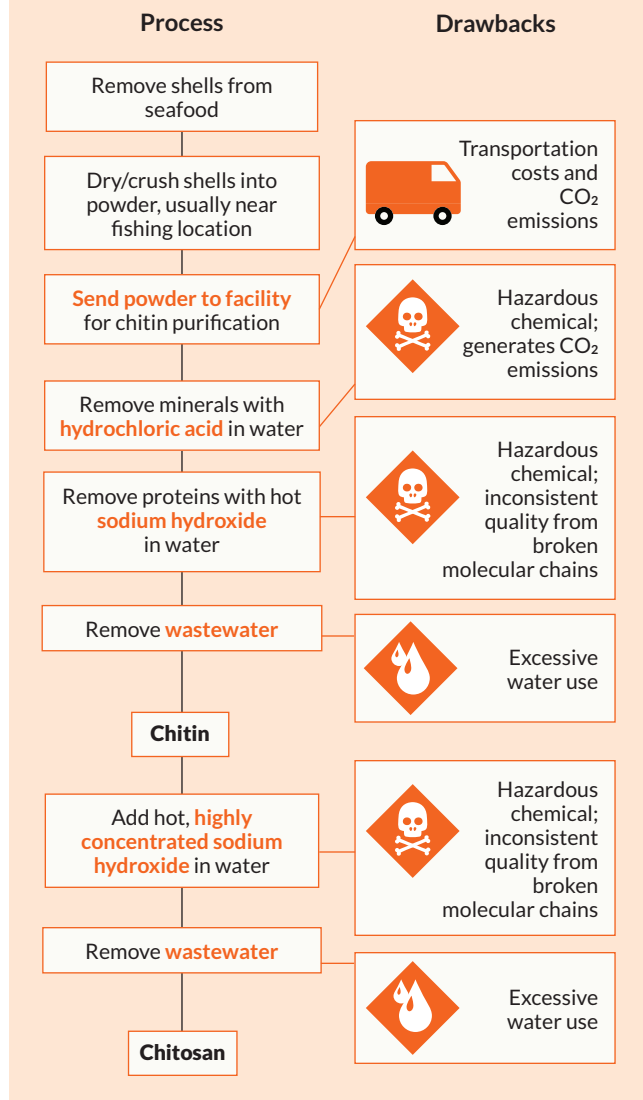 Process
Drawbacks
Remove shells from
seafood
Dry/crush shells into
powder, usually near
fishing location
Transportation
costs and
CO₂
emissions
Send powder to facility
for chitin purification
Hazardous
chemical;
generates CO₂
emissions
Remove minerals with
hydrochloric acid in water
Remove proteins with hot
sodium hydroxide
in water
Hazardous
chemical;
inconsistent
quality from
broken
molecular chains
Remove wastewater
Excessive
water use
Chitin
Add hot, highly
concentrated sodium
hydroxide in water
Hazardous
chemical;
inconsistent
quality from
broken
molecular chains
Remove wastewater
Excessive
water use
Chitosan